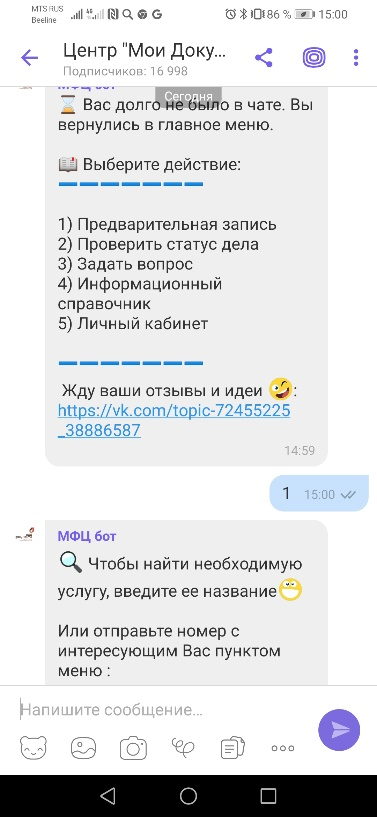 MTS RUS
Beeline
86 %
15:00
Центр "Мои Доку...
Подписчиков: 16 998
Сегодня
Вас долго не было в чате. Вы
вернулись в главное меню.
Выберите действие:
1) Предварительная запись
2) Проверить статус дела
3) Задать вопрос
4) Информационный
справочник
5) Личный кабинет
Жду ваши отзывы и идеи :
https://vk.com/topic-72455225
_38886587
14:59
1 15:00
МФЦ бот
Чтобы найти необходимую
услугу, введите ее название
Или отправьте номер с
интересующим Вас пунктом
меню :
Напишите сообщение...